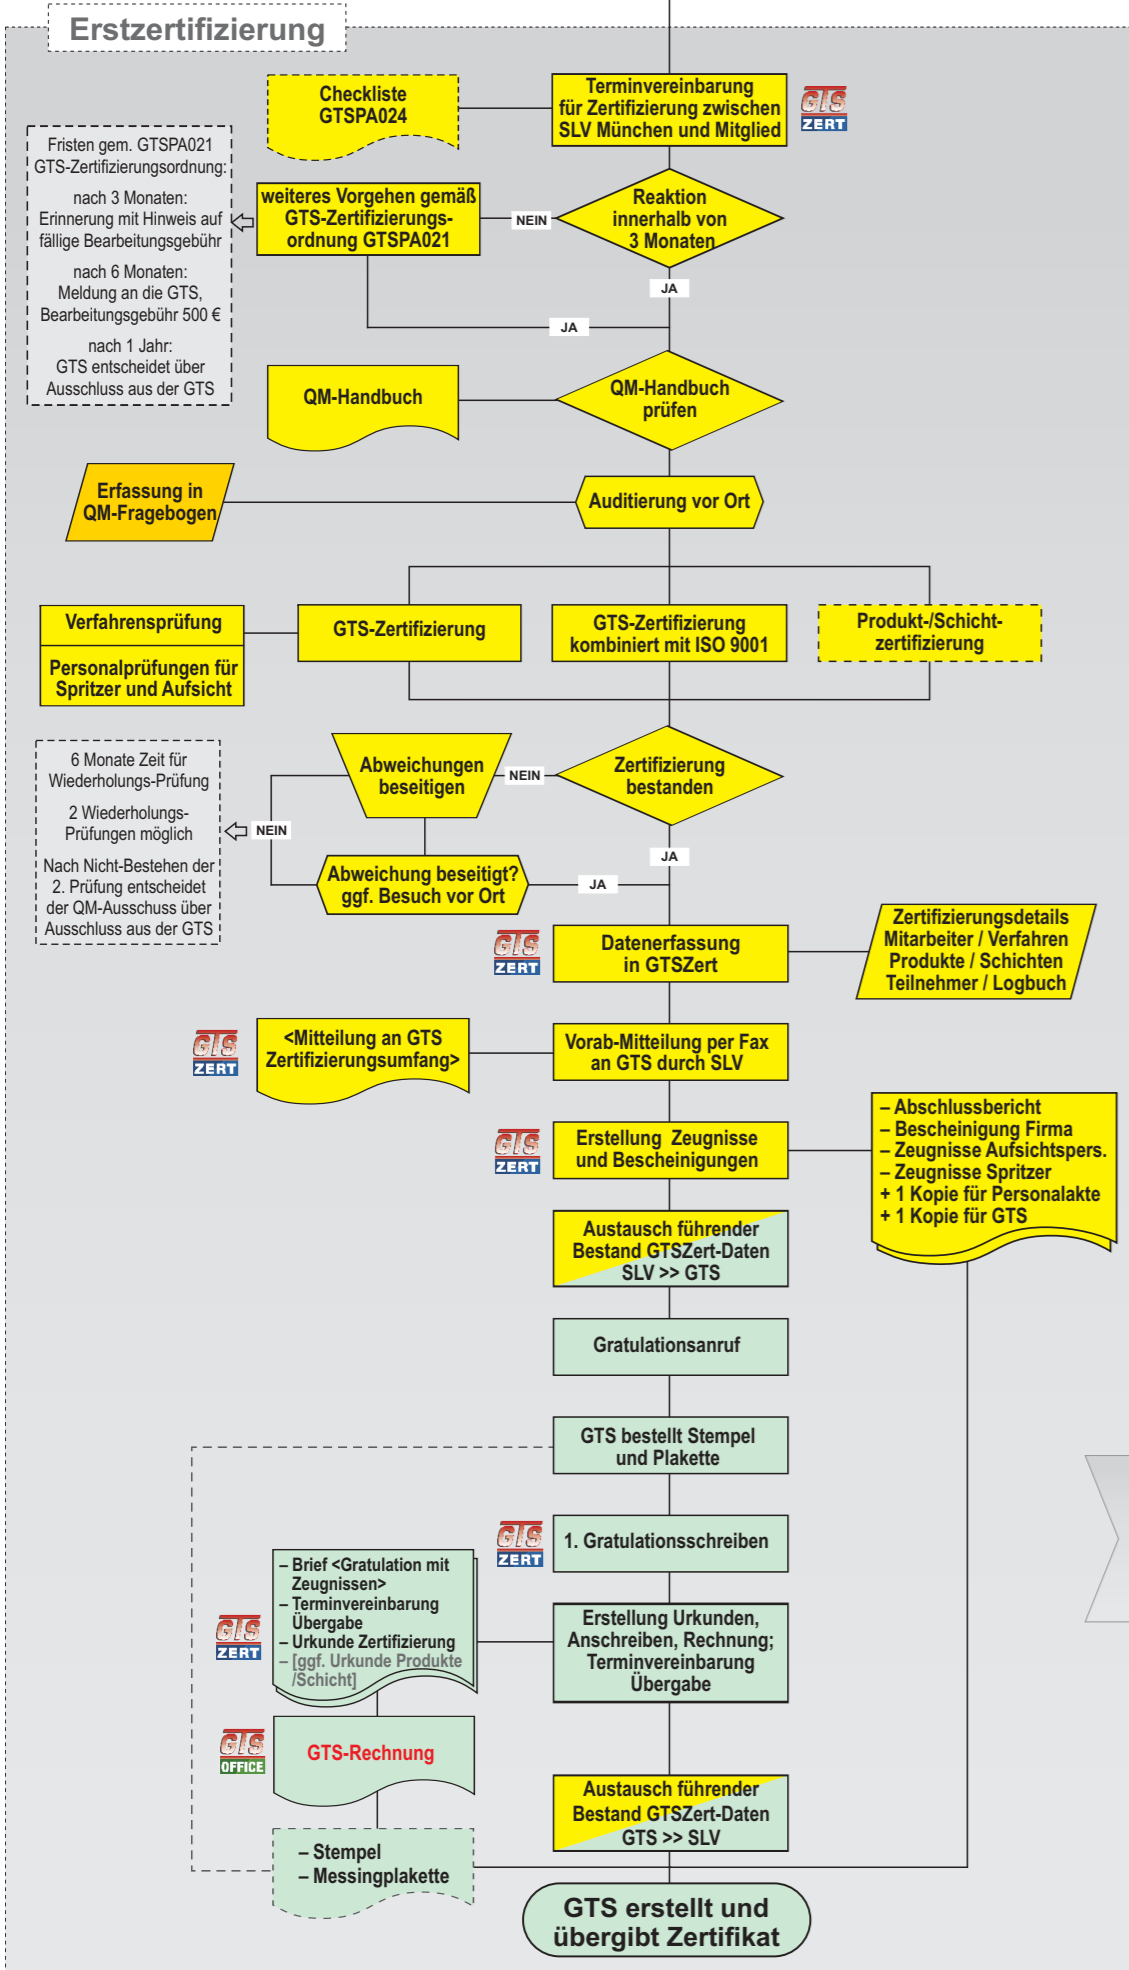 Erstzertifizierung
Checkliste
GTSPA024
Terminvereinbarung
für Zertifizierung zwischen
SLV München und Mitglied
GTS
ZERT
Fristen gem. GTSPA021
GTS-Zertifizierungsordnung:
nach 3 Monaten:
Erinnerung mit Hinweis auf
fällige Bearbeitungsgebühr
nach 6 Monaten:
Meldung an die GTS,
Bearbeitungsgebühr 500 €
nach 1 Jahr:
GTS entscheidet über
Ausschluss aus der GTS
weiteres Vorgehen gemäß
GTS-Zertifizierungs-
ordnung GTSPA021
NEIN
Reaktion
innerhalb von
3 Monaten
JA
JA
QM-Handbuch
QM-Handbuch
prüfen
Erfassung in
QM-Fragebogen
Auditierung vor Ort
Verfahrensprüfung
Personalprüfungen für
Spritzer und Aufsicht
GTS-Zertifizierung
GTS-Zertifizierung
kombiniert mit ISO 9001
Produkt-/Schicht-
zertifizierung
6 Monate Zeit für
Wiederholungs-Prüfung
2 Wiederholungs-
Prüfungen möglich
Nach Nicht-Bestehen der
2. Prüfung entscheidet
der QM-Ausschuss über
Ausschluss aus der GTS
NEIN
Abweichungen
beseitigen
NEIN
Zertifizierung
bestanden
JA
Abweichung beseitigt?
ggf. Besuch vor Ort
JA
GTS
ZERT
Datenerfassung
in GTSZert
Zertifizierungsdetails
Mitarbeiter / Verfahren
Produkte / Schichten
Teilnehmer / Logbuch
GTS
ZERT
<Mitteilung an GTS
Zertifizierungsumfang>
Vorab-Mitteilung per Fax
an GTS durch SLV
GTS
ZERT
Erstellung Zeugnisse
und Bescheinigungen
– Abschlussbericht
– Bescheinigung Firma
– Zeugnisse Aufsichtspers.
– Zeugnisse Spritzer
+ 1 Kopie für Personalakte
+ 1 Kopie für GTS
Austausch führender
Bestand GTSZert-Daten
SLV >> GTS
Gratulationsanruf
GTS bestellt Stempel
und Plakette
GTS
ZERT
1. Gratulationsschreiben
GTS
ZERT
– Brief <Gratulation mit
Zeugnissen>
– Terminvereinbarung
Übergabe
– Urkunde Zertifizierung
– [ggf. Urkunde Produkte
/Schicht]
Erstellung Urkunden,
Anschreiben, Rechnung;
Terminvereinbarung
Übergabe
GTS
OFFICE
GTS-Rechnung
Austausch führender
Bestand GTSZert-Daten
GTS >> SLV
– Stempel
– Messingplakette
GTS erstellt und
übergibt Zertifikat